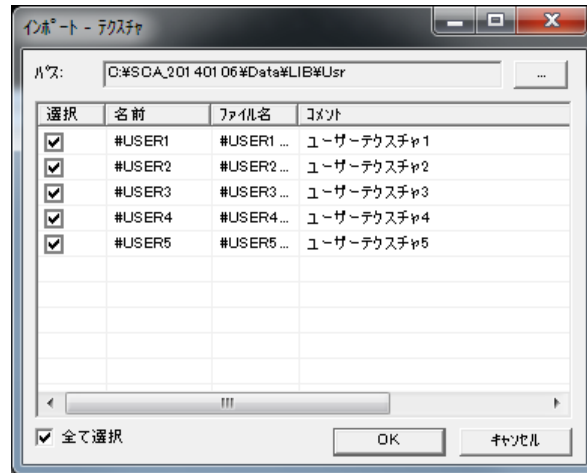 インポート - テクスチャ
パス: C:¥SCA_20140106¥Data¥LIB¥Usr ...
選択 名前 ファイル名 コメント
#USER1 #USER1... ユーザーテクスチャ1
#USER2 #USER2... ユーザーテクスチャ2
#USER3 #USER3... ユーザーテクスチャ3
#USER4 #USER4... ユーザーテクスチャ4
#USER5 #USER5... ユーザーテクスチャ5
全て選択 OK キャンセル